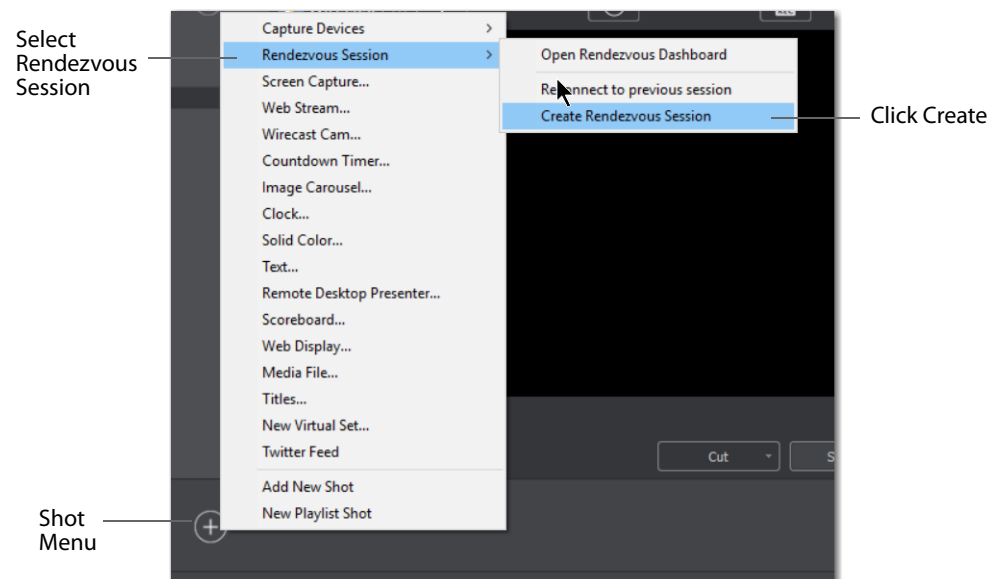 Select
Rendezvous
Session
Capture Devices
Rendezvous Session
Screen Capture...
Web Stream...
Wirecast Cam...
Countdown Timer...
Image Carousel...
Clock...
Solid Color...
Text...
Remote Desktop Presenter...
Scoreboard...
Web Display...
Media File...
Titles...
New Virtual Set...
Twitter Feed
Add New Shot
New Playlist Shot
Open Rendezvous Dashboard
Reconnect to previous session
Create Rendezvous Session
Click Create
Cut
Shot
Menu